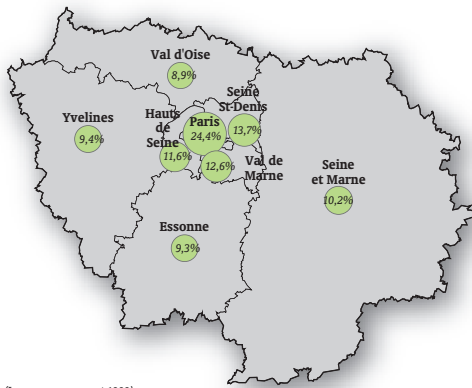 Val d'Oise
8,9%
Seine
St-Denis
13,7%
Hauts
de
Seine
11,6%
Paris
24,4%
Yvelines
9,4%
12,6%
Val de
Marne
Seine
et Marne
10,2%
Essonne
9,3%